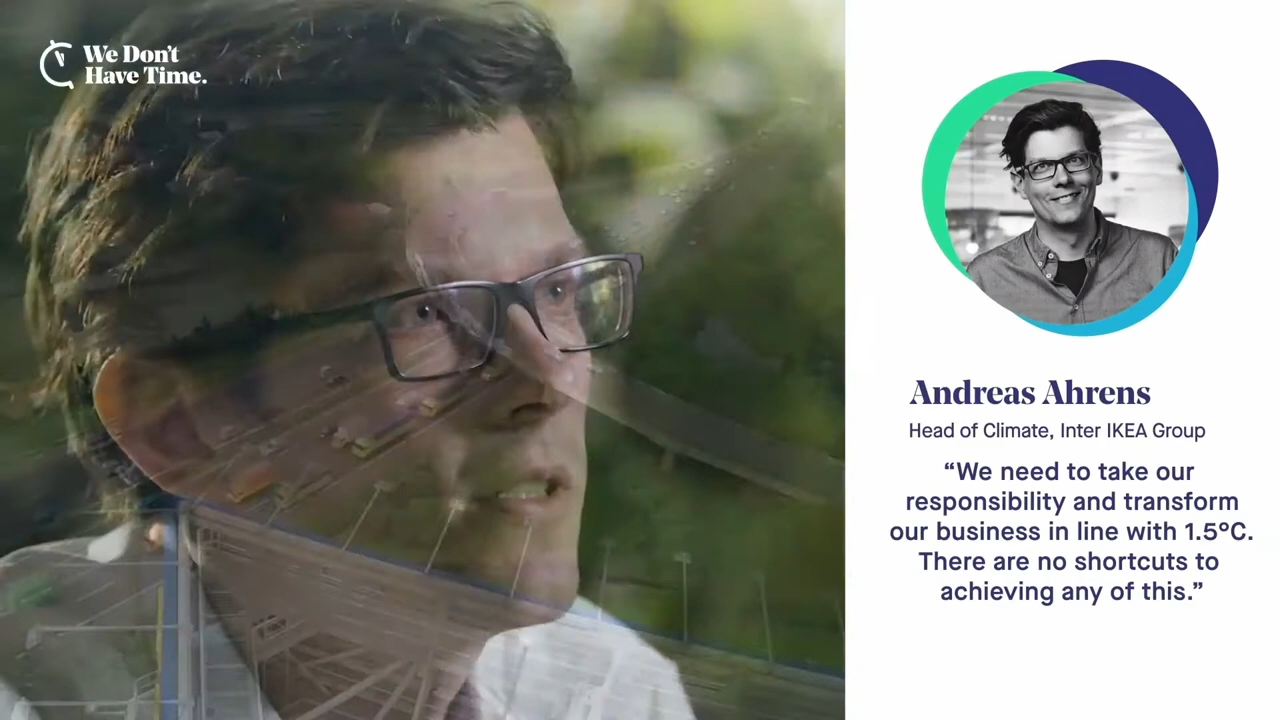 We Don't
Have Time.
Andreas Ahrens
Head of Climate, Inter IKEA Group
“We need to take our
responsibility and transform
our business in line with 1.5°C.
There are no shortcuts to
achieving any of this.”